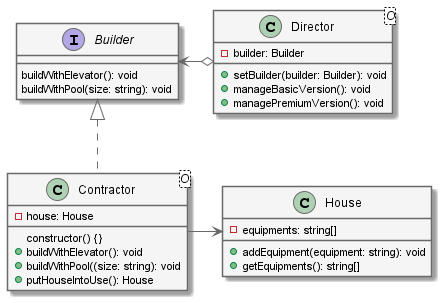 I Builder
buildWithElevator(): void
buildWithPool(size: string): void
C Director
O
builder: Builder
setBuilder(builder: Builder): void
manageBasicVersion(): void
managePremiumVersion(): void
C Contractor
O
house: House
constructor() {}
buildWithElevator(): void
buildWithPool((size: string): void
putHouseIntoUse(): House
C House
equipments: string[]
addEquipment(equipment: string): void
getEquipments(): string[]